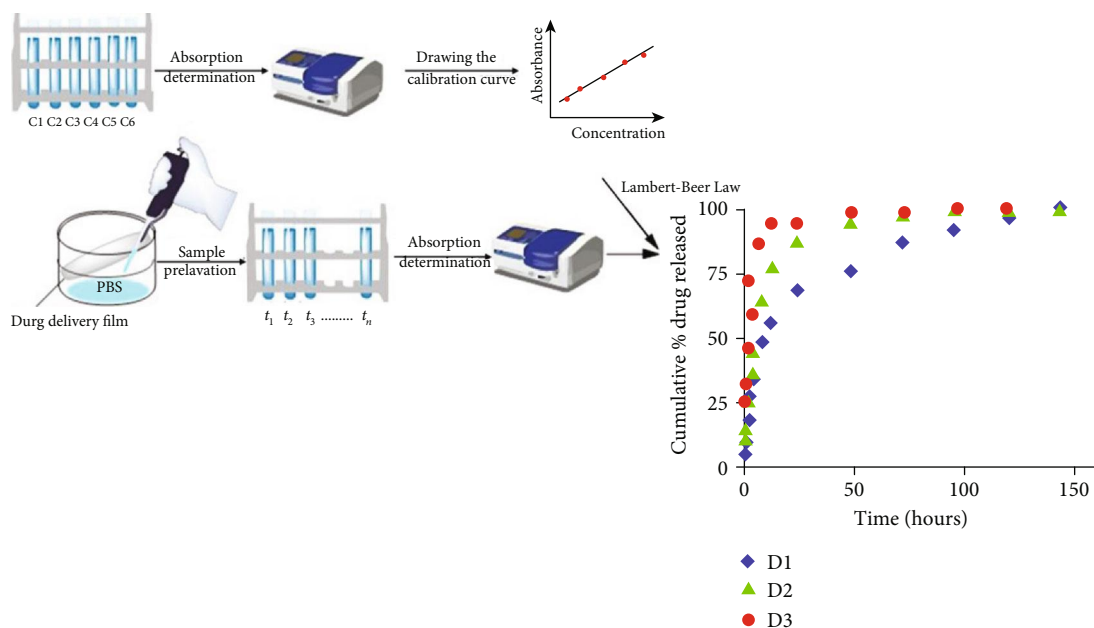 Absorption
determination
Drawing the
calibration curve
Absorbance
Concentration
C1 C2 C3 C4 C5 C6
Lambert-Beer Law
PBS
Durg delivery film
Sample
prelavation
t1 t2 t3 ......... tn
Absorption
determination
Cumulative % drug released
100
75
50
25
0
0 50 100 150
Time (hours)
D1
D2
D3